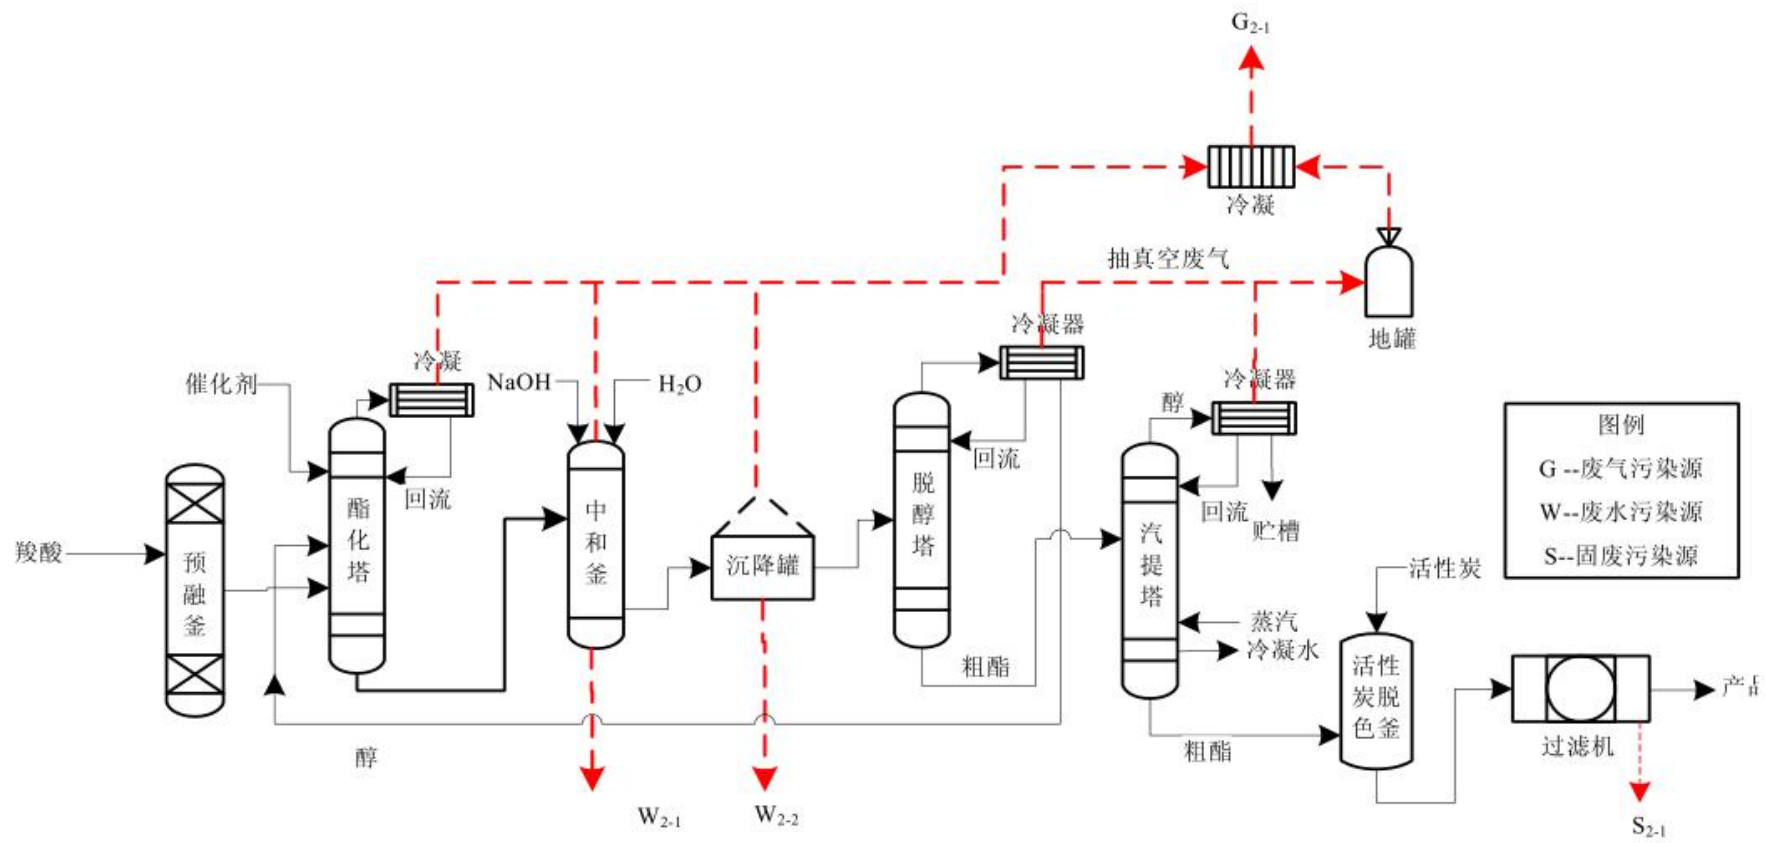 G2-1
冷凝
抽真空废气
地罐
冷凝器
冷凝
催化剂
NaOH
H2O
冷凝器
醇
回流
回流
回流
贮槽
羧酸
预融釜
酯化塔
中和釜
沉降罐
脱醇塔
汽提塔
蒸汽
冷凝水
粗酯
粗酯
醇
活性炭
活性炭脱色釜
过滤机
产品
W2-1
W2-2
S2-1
图例
G --废气污染源
W--废水污染源
S--固废污染源